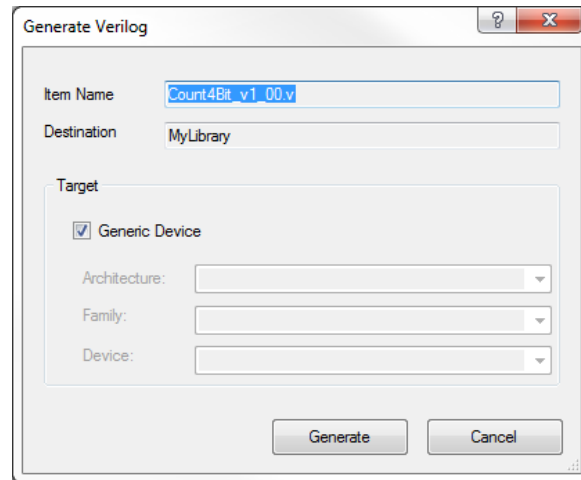 Generate Verilog
Item Name Count4Bit_v1_00.v
Destination MyLibrary
Target
Generic Device
Architecture:
Family:
Device:
Generate Cancel